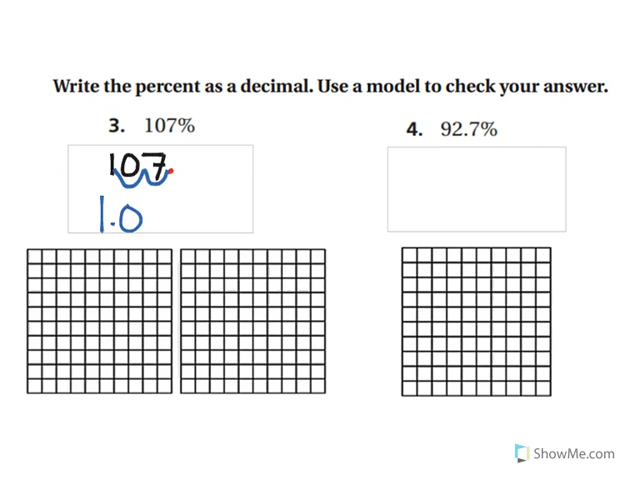 Write the percent as a decimal. Use a model to check your answer.
3. 107%
4. 92.7%
107.
1.0
ShowMe.com